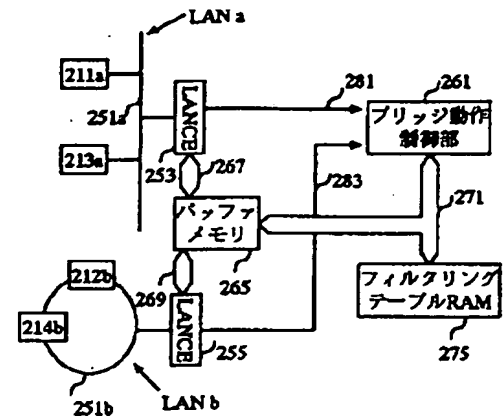 LAN a
211a
251a
213a
LANCE
253
267
281
261
ブリッジ動作
制御部
283
271
バッファ
メモリ
265
269
212b
214b
LANCE
255
251b
LAN b
フィルタリング
テーブルRAM
275